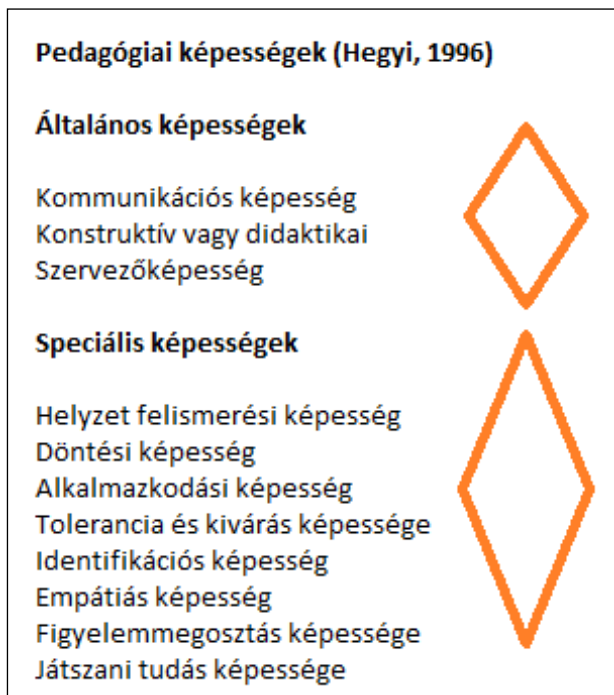 Pedagógiai képességek (Hegyi, 1996)
Általános képességek
Kommunikációs képesség
Konstruktív vagy didaktikai
Szervezőképesség
Speciális képességek
Helyzet felismerési képesség
Döntési képesség
Alkalmazkodási képesség
Tolerancia és kivárás képessége
Identifikációs képesség
Empátiás képesség
Figyelemmegosztás képessége
Játszani tudás képessége